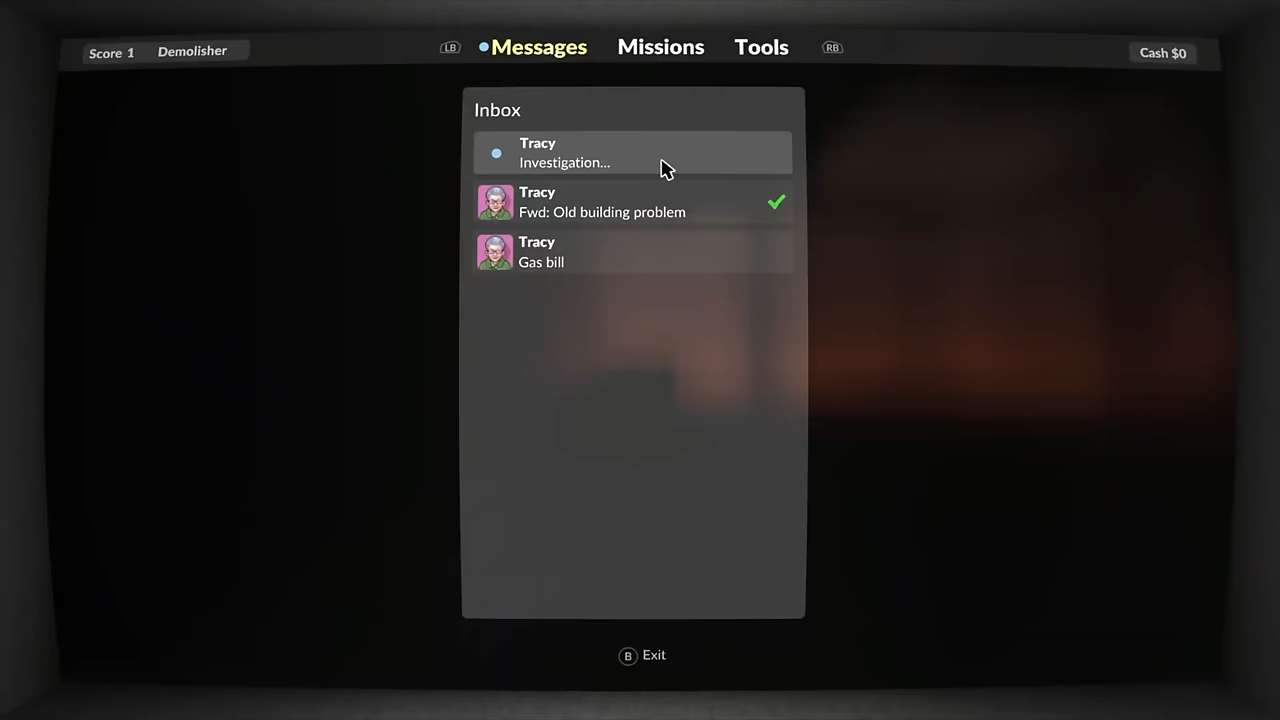 Score 1 Demolisher
LB Messages Missions Tools RB
Cash $0
Inbox
Tracy
Investigation...
Tracy
Fwd: Old building problem
Tracy
Gas bill
B Exit